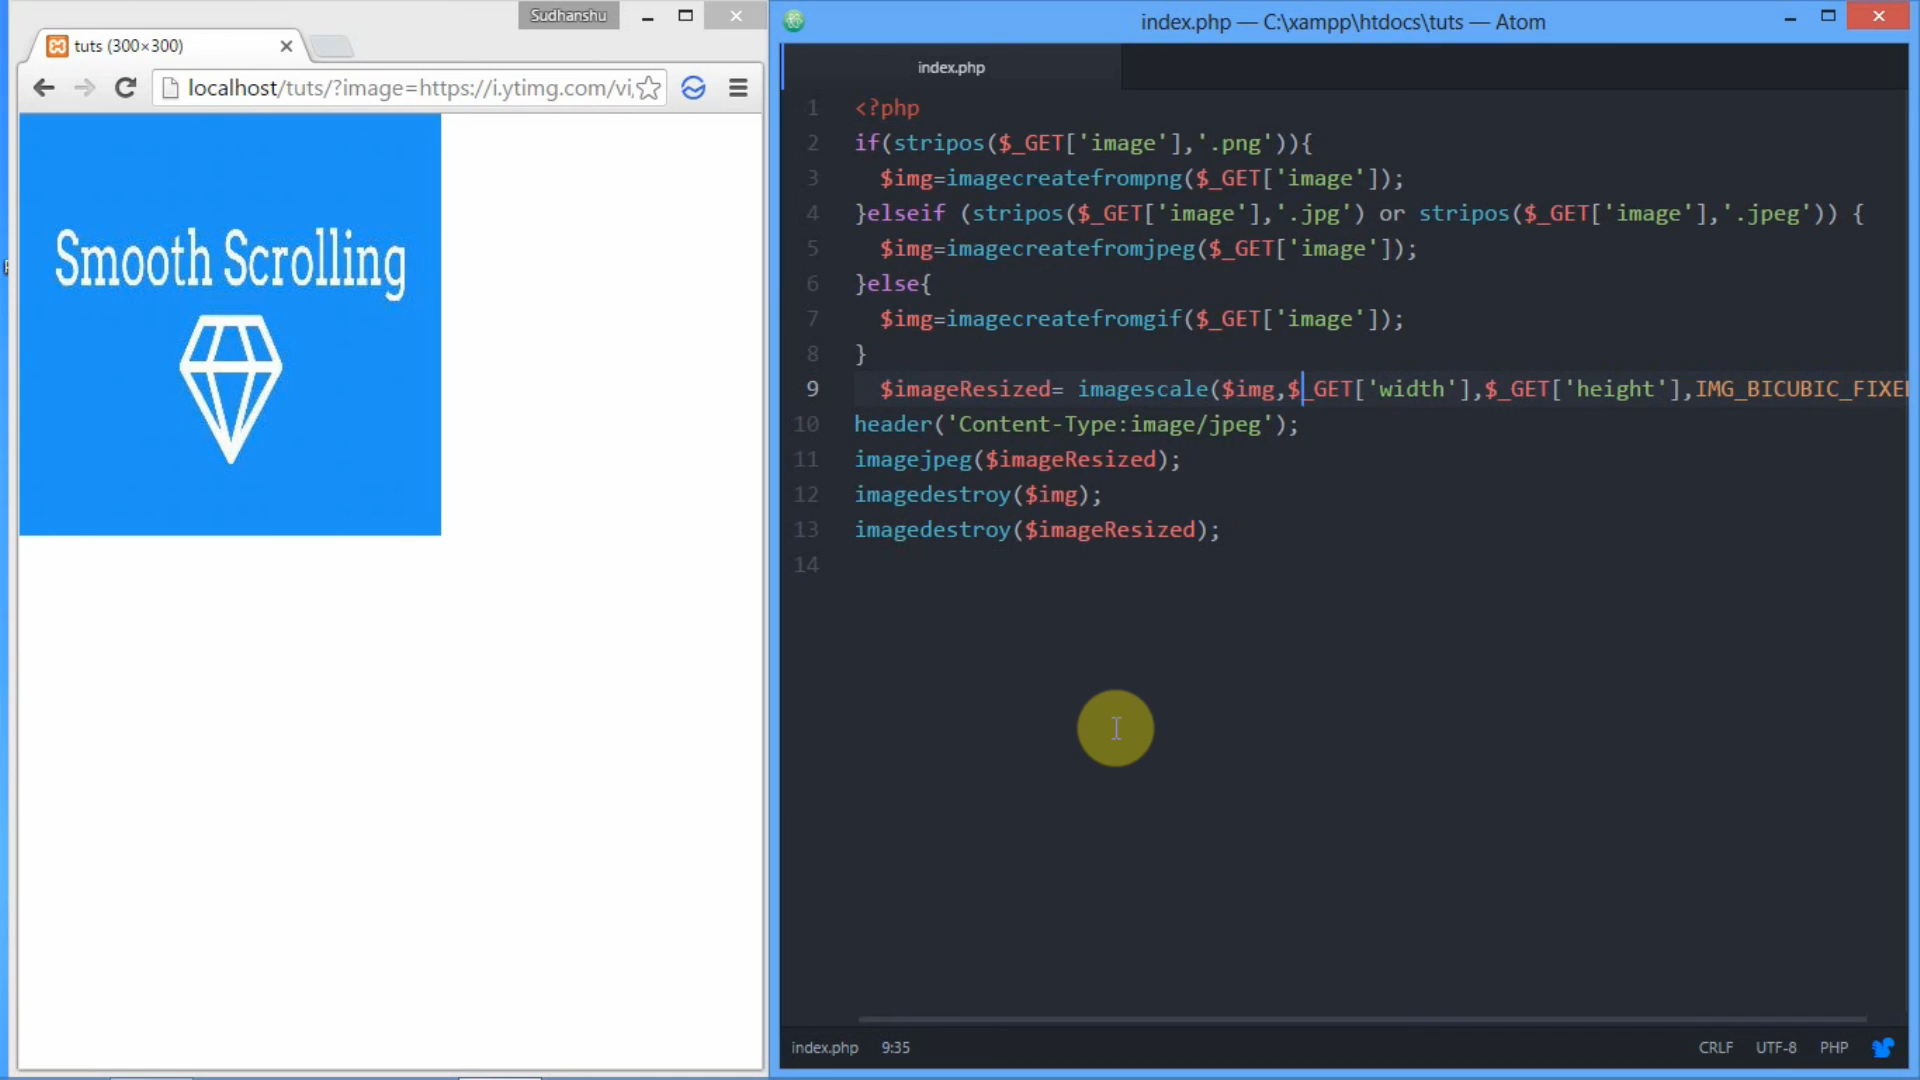 Sudhanshu
tuts (300×300)
localhost/tuts/?image=https://i.ytimg.com/vi,
Smooth Scrolling
index.php — C:\xampp\htdocs\tuts — Atom
index.php
1 <?php
2 if(stripos($_GET['image'],'.png')){
3 $img=imagecreatefrompng($_GET['image']);
4 }elseif (stripos($_GET['image'],'.jpg') or stripos($_GET['image'],'.jpeg')) {
5 $img=imagecreatefromjpeg($_GET['image']);
6 }else{
7 $img=imagecreatefromgif($_GET['image']);
8 }
9 $imageResized= imagescale($img,$_GET['width'],$_GET['height'],IMG_BICUBIC_FIXE
10 header('Content-Type:image/jpeg');
11 imagejpeg($imageResized);
12 imagedestroy($img);
13 imagedestroy($imageResized);
14
index.php 9:35 CRLF UTF-8 PHP